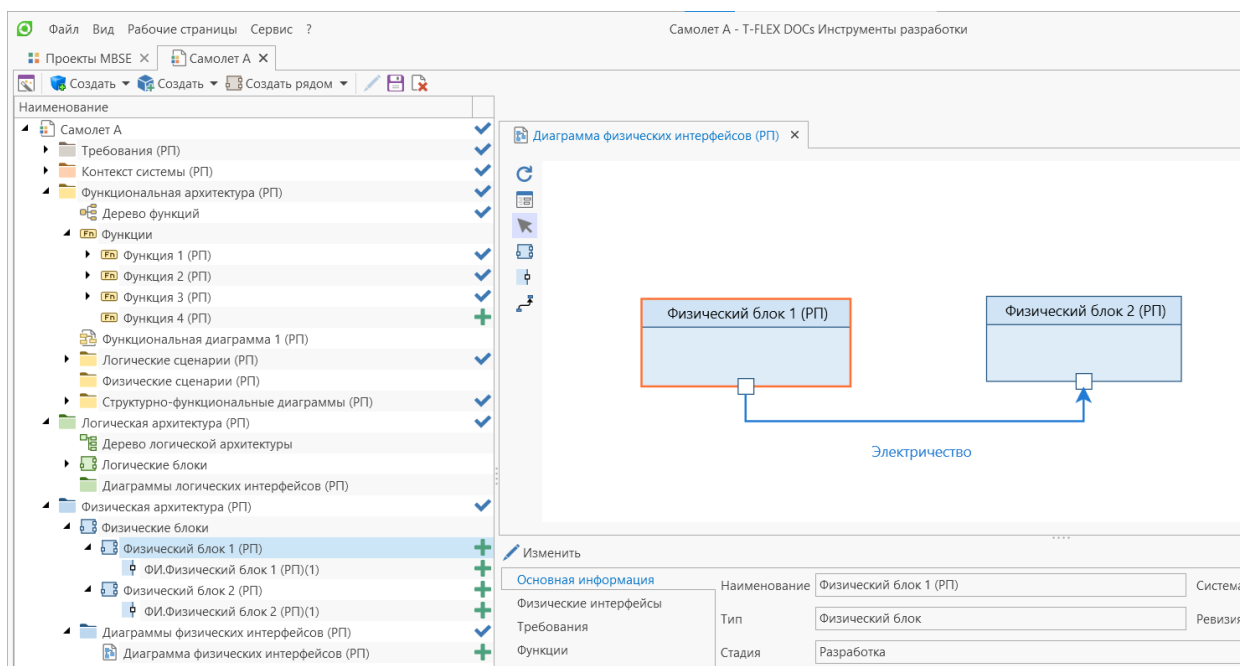 Файл Вид Рабочие страницы Сервис ?
Самолет А - T-FLEX DOCs Инструменты разработки
Проекты MBSE
Самолет А
Создать Создать Создать рядом
Наименование
Самолет А
Требования (РП)
Контекст системы (РП)
Функциональная архитектура (РП)
Дерево функций
Fn Функции
Fn Функция 1 (РП)
Fn Функция 2 (РП)
Fn Функция 3 (РП)
Fn Функция 4 (РП)
Функциональная диаграмма 1 (РП)
Логические сценарии (РП)
Физические сценарии (РП)
Структурно-функциональные диаграммы (РП)
Логическая архитектура (РП)
Дерево логической архитектуры
Логические блоки
Диаграммы логических интерфейсов (РП)
Физическая архитектура (РП)
Физические блоки
Физический блок 1 (РП)
ФИ.Физический блок 1 (РП)(1)
Физический блок 2 (РП)
ФИ.Физический блок 2 (РП)(1)
Диаграммы физических интерфейсов (РП)
Диаграмма физических интерфейсов (РП)
Диаграмма физических интерфейсов (РП)
Физический блок 1 (РП)
Физический блок 2 (РП)
Электричество
Изменить
Основная информация
Физические интерфейсы
Требования
Функции
Наименование Физический блок 1 (РП) Система
Тип Физический блок Ревизия
Стадия Разработка